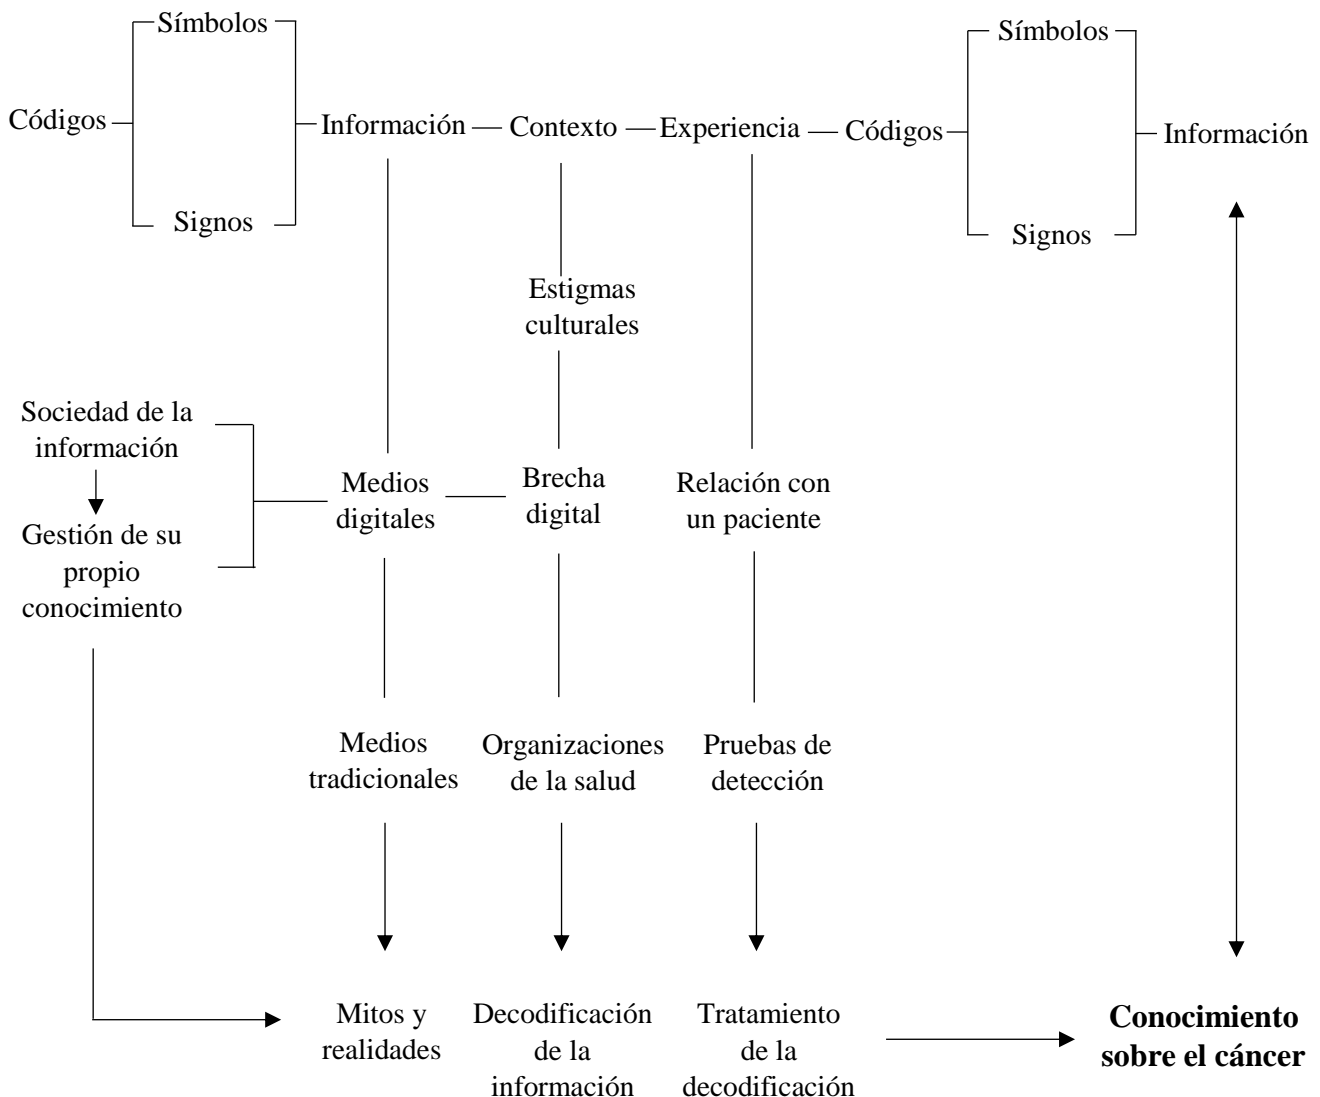 Símbolos
Símbolos
Códigos
Información
Contexto
Experiencia
Códigos
Información
Signos
Signos
Estigmas
culturales
Sociedad de la
información
Gestión de su
propio
conocimiento
Medios
digitales
Brecha
digital
Relación con
un paciente
Medios
tradicionales
Organizaciones
de la salud
Pruebas de
detección
Mitos y
realidades
Decodificación
de la
información
Tratamiento
de la
decodificación
Conocimiento
sobre el cáncer